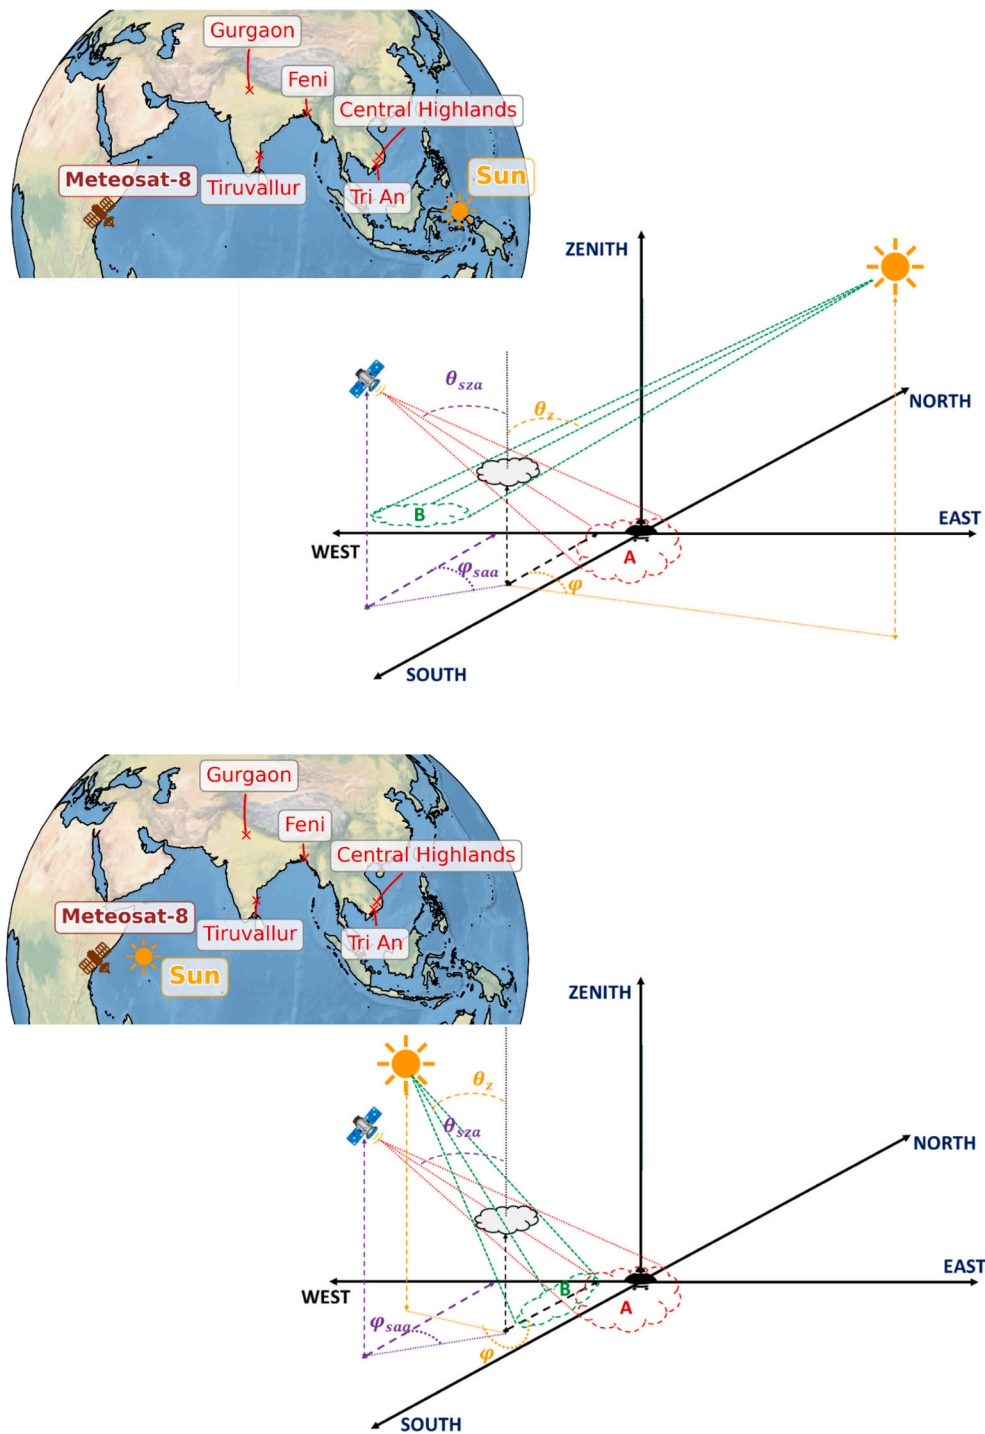 Gurgaon
Feni
Central Highlands
Meteosat-8
Tiruvallur
Tri An
Sun
ZENITH
θsza
θz
NORTH
B
EAST
WEST
A
φsaa
φ
SOUTH
Gurgaon
Feni
Central Highlands
Meteosat-8
Tiruvallur
Tri An
Sun
ZENITH
θz
θsza
NORTH
EAST
WEST
B
A
φsaa
φ
SOUTH